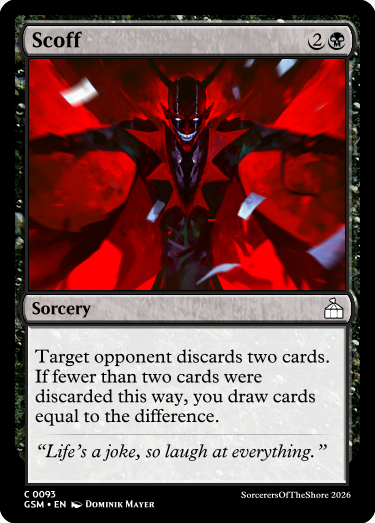 Scoff 2
Sorcery
Target opponent discards two cards.
If fewer than two cards were
discarded this way, you draw cards
equal to the difference.
“Life's a joke, so laugh at everything.”
C 0093
GSM • EN Dominik Mayer
SorcerersOfTheShore 2026